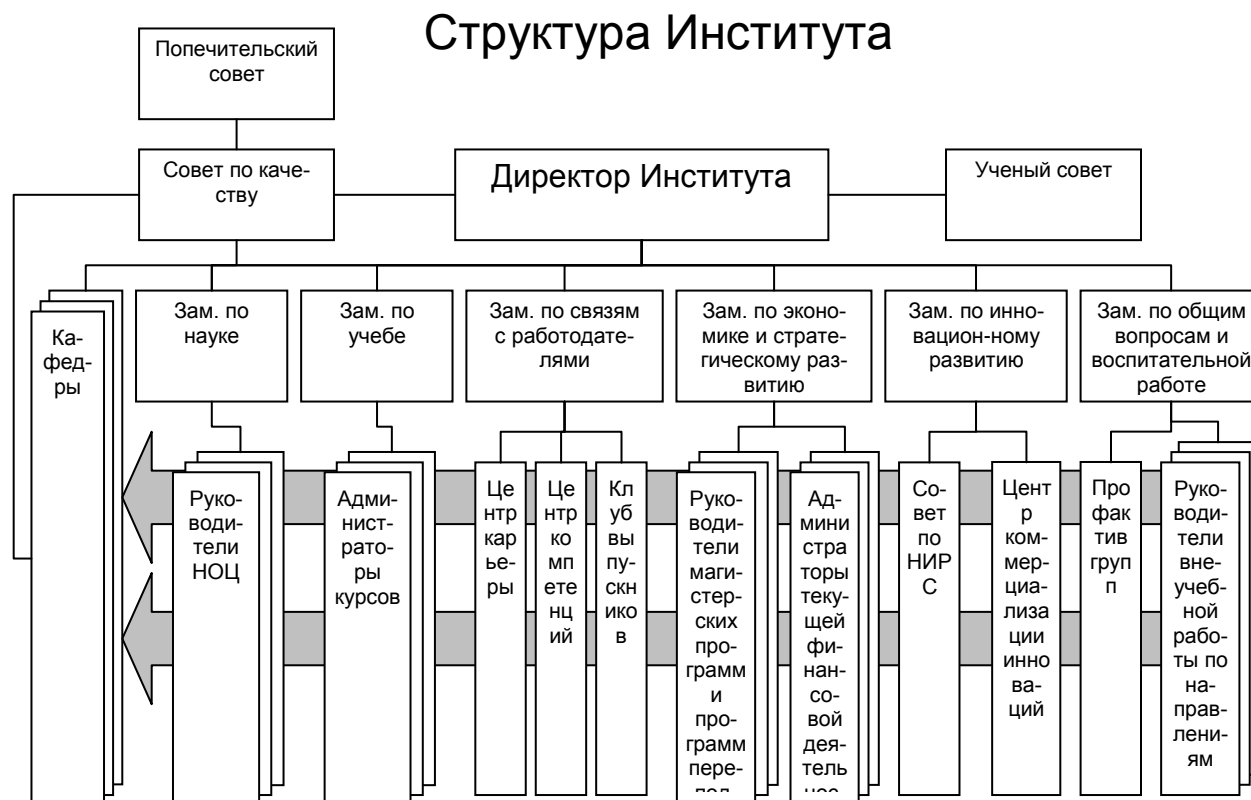 Структура Института
Попечительский
совет
Совет по каче-
ству
Директор Института
Ученый совет
Ка-
фед-
ры
Зам. по
науке
Зам. по
учебе
Зам. по связям
с работодате-
лями
Зам. по эконо-
мике и страте-
гическому раз-
витию
Зам. по инно-
вацион-ному
развитию
Зам. по общим
вопросам и
воспитательной
работе
Руко-
води-
тели
НОЦ
Адми-
нист-
рато-
ры
курсов
Це
нтр
кар
ье-
ры
Це
нтр
ко
мп
ете
нц
ий
Кл
уб
вы
пу-
скн
ико
в
Руко-
води-
тели
маги-
стер-
ских
про-
грамм
и
про-
грамм
пере-
под-
Ад-
мини
стра
торы
теку-
щей
фи-
нан-
со-
вой
дея-
тель
нос-
Со-
вет
по
НИР
С
Цент
р
ком-
мер-
циа-
лиза
ции
инно
ва-
ций
Про
фак
тив
груп
п
Руко-
води-
тели
вне-
учеб-
ной
рабо-
ты по
на-
прав-
лени-
ям